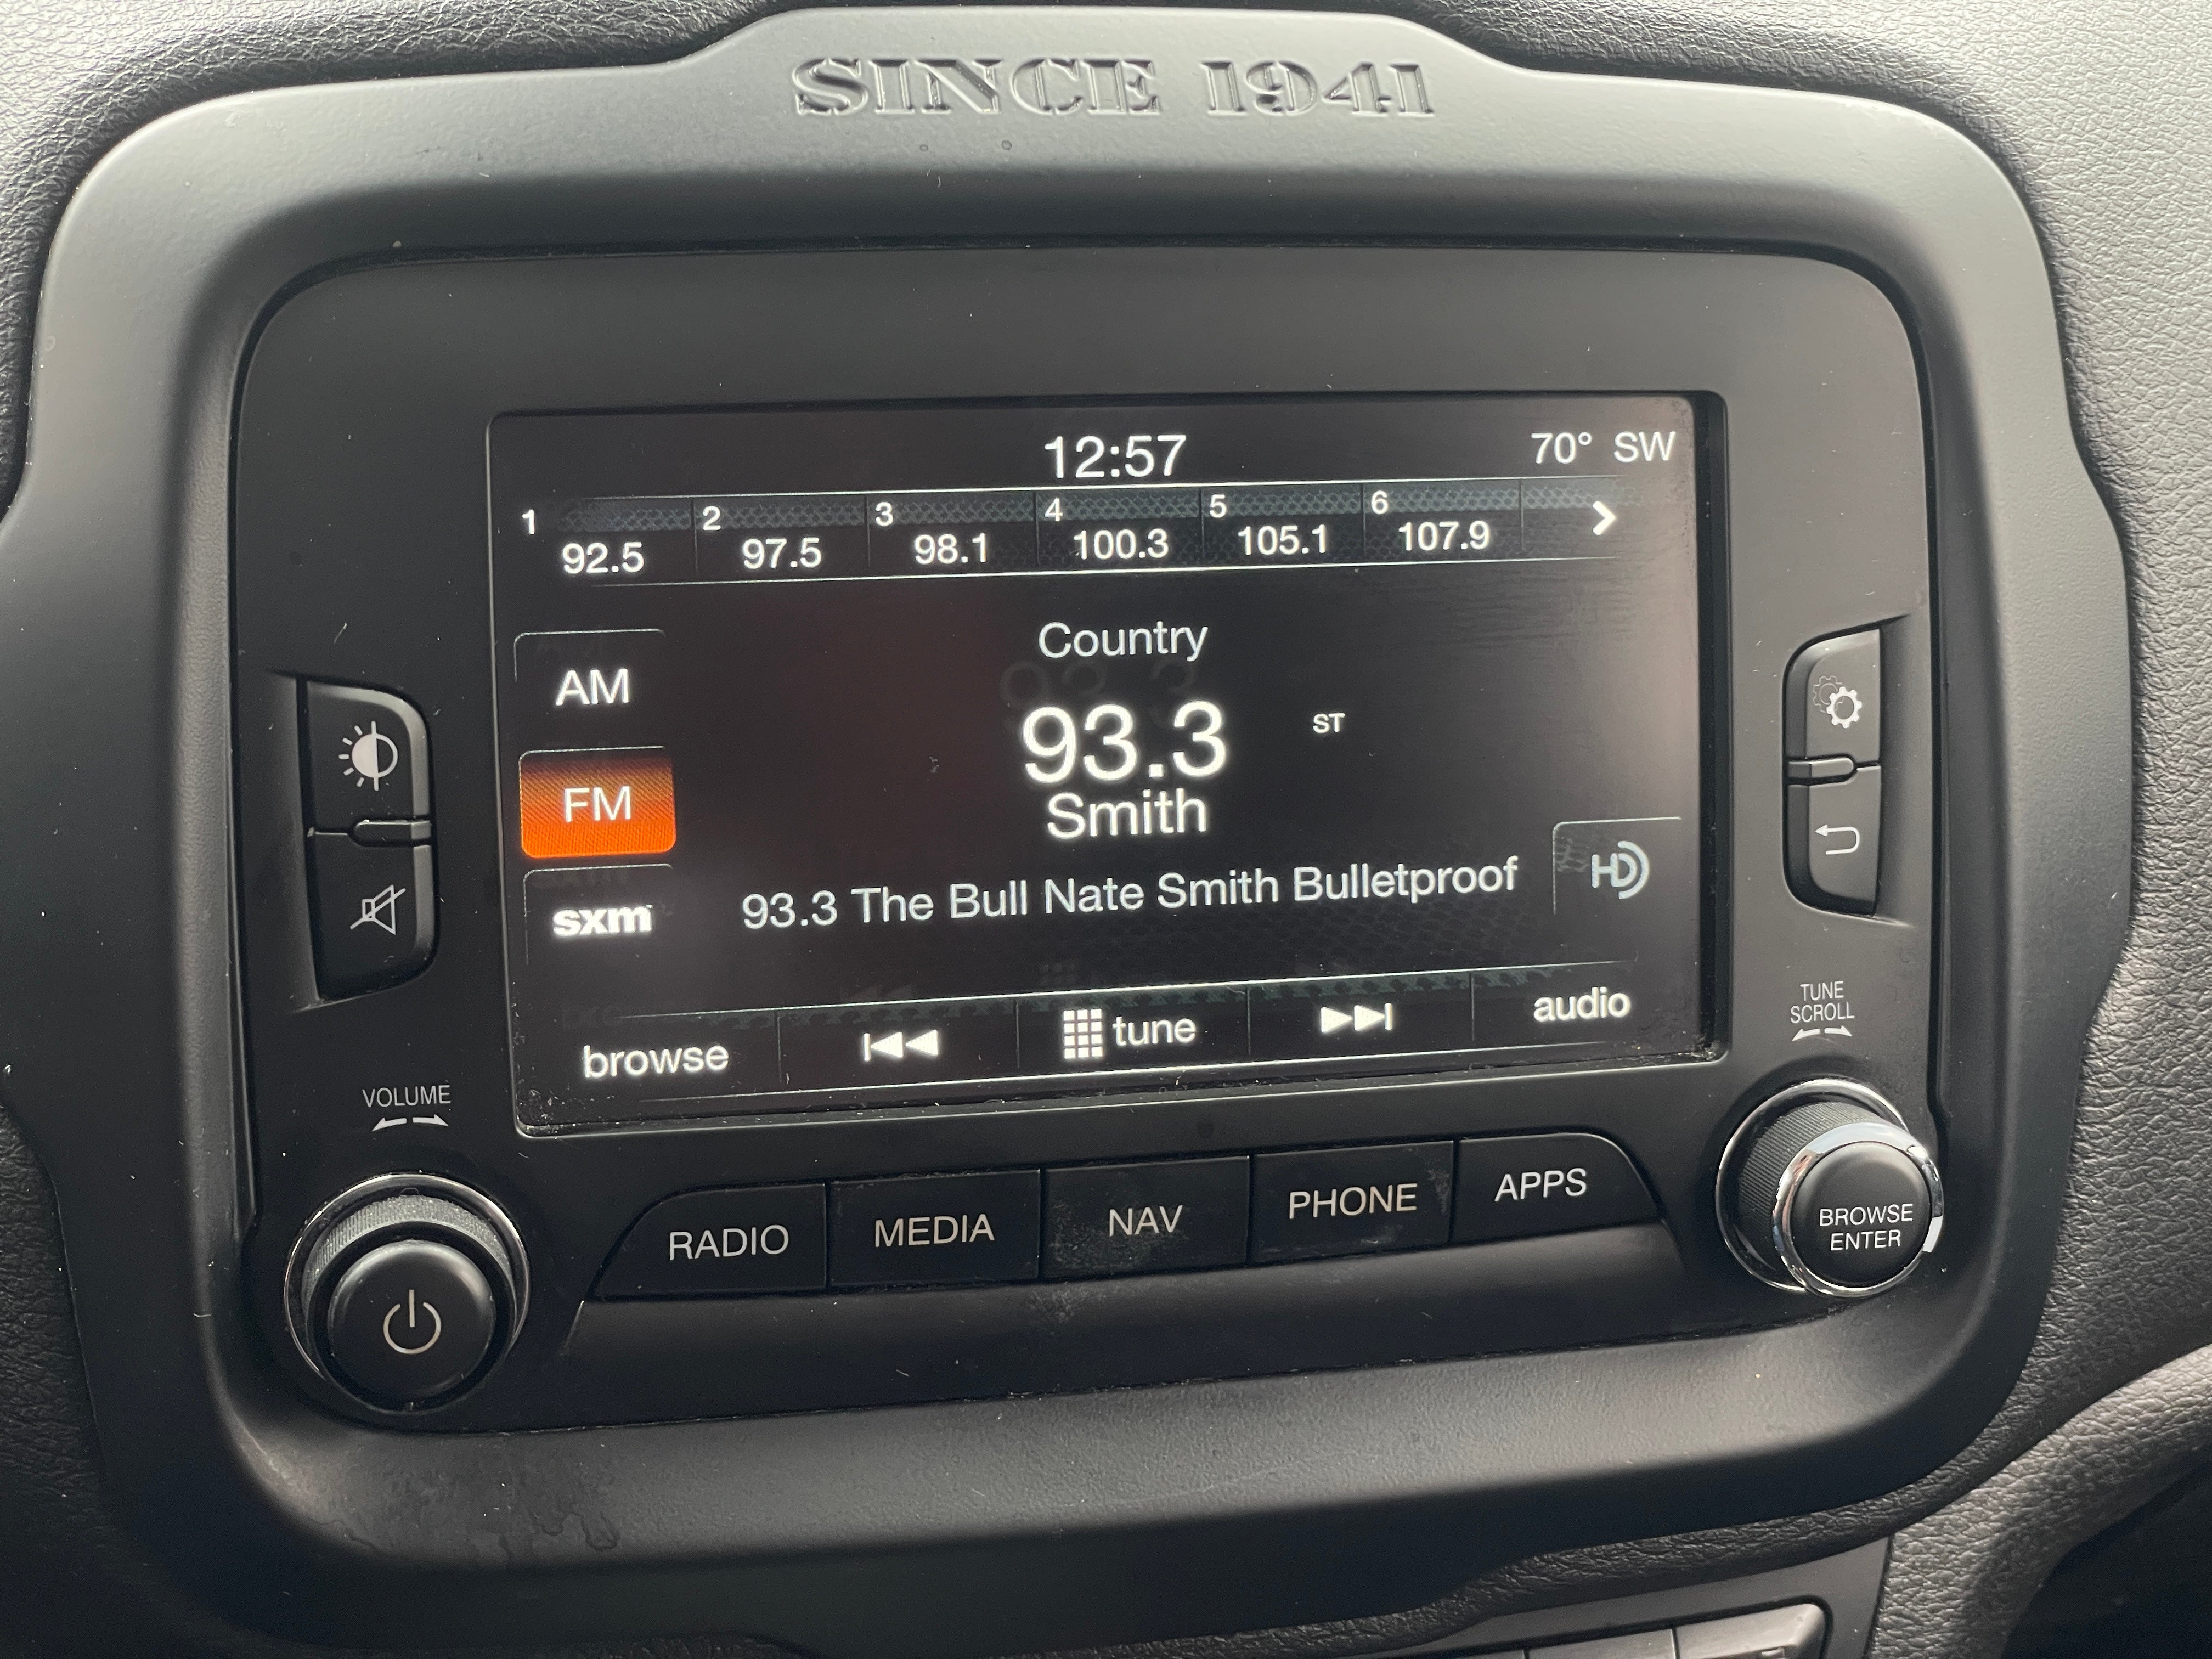 SINCE 1941
12:57
70° SW
1 2 3 4 5 6
92.5 97.5 98.1 100.3 105.1 107.9
Country
AM
93.3 ST
FM
Smith
HD
93.3 The Bull Nate Smith Bulletproof
sxm
browse tune audio
TUNE
SCROLL
VOLUME
RADIO MEDIA NAV PHONE APPS
BROWSE
ENTER